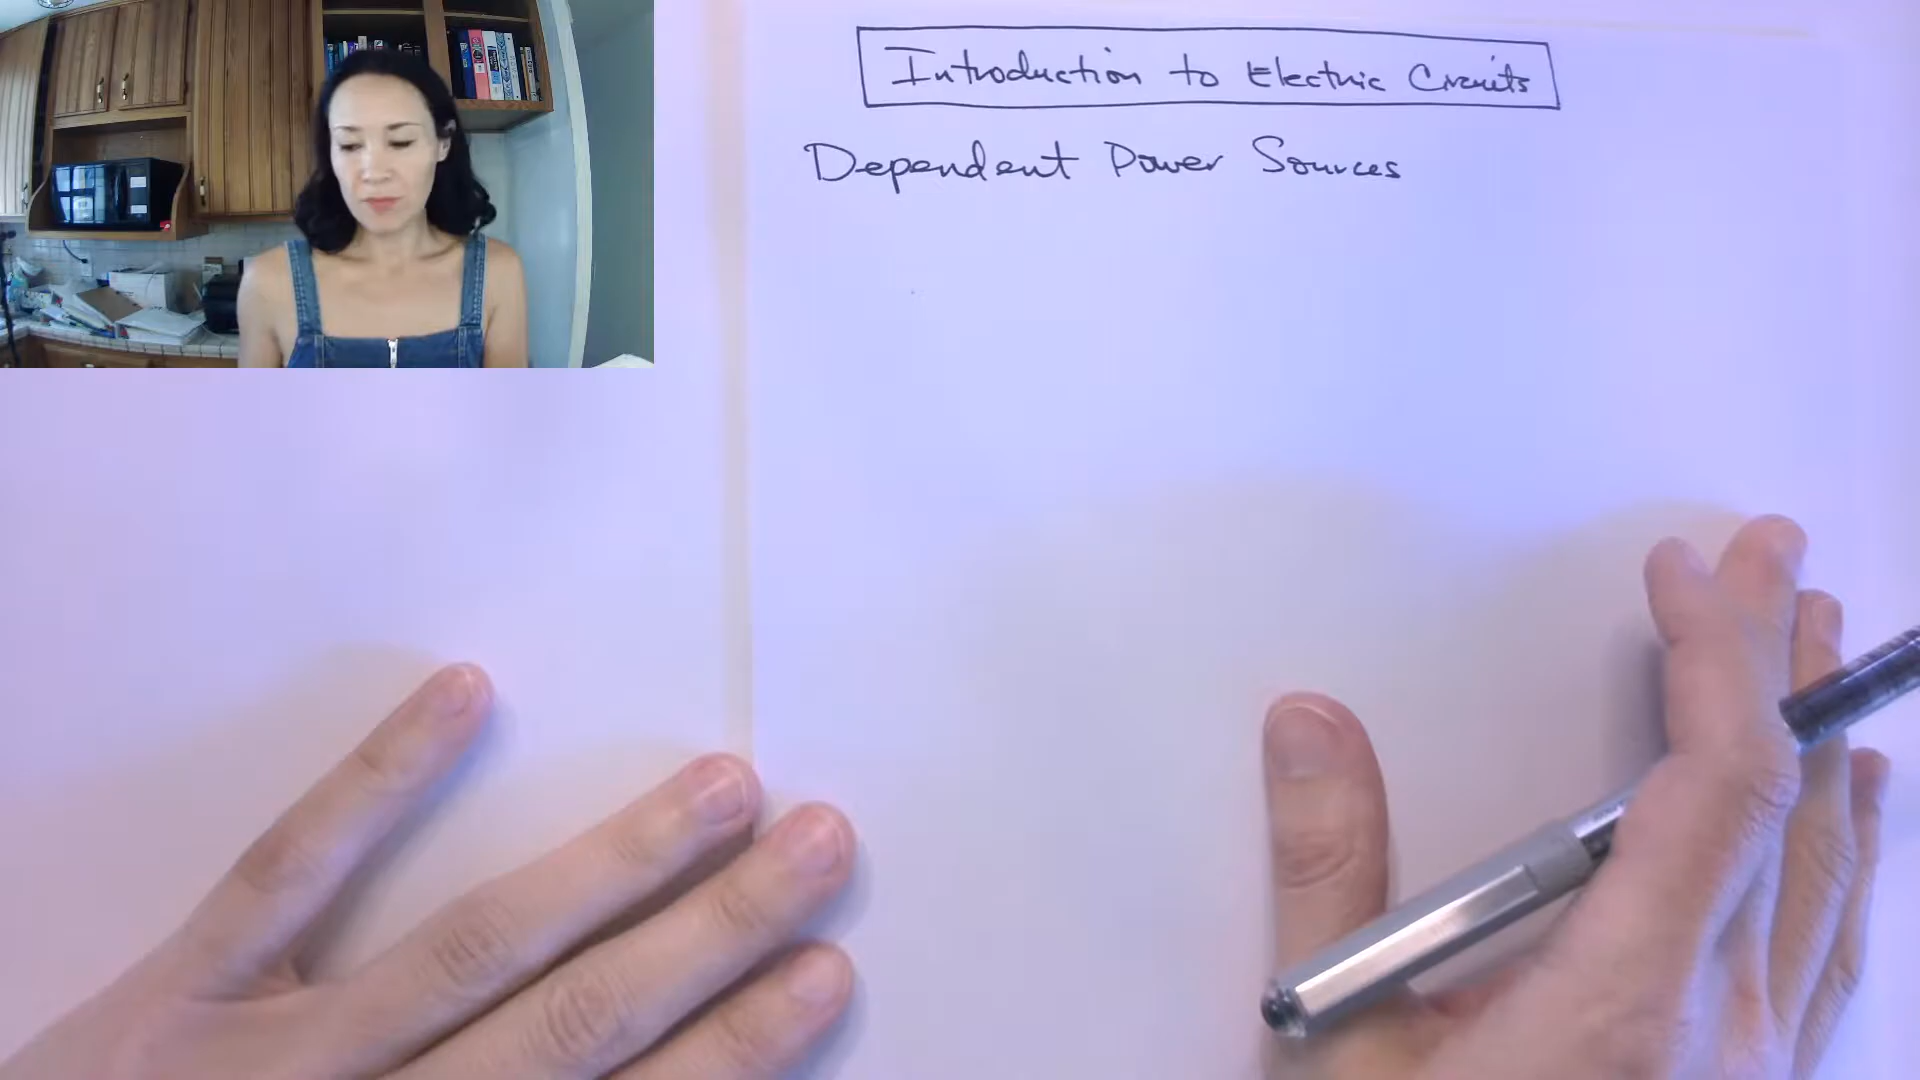 Introduction to Electric Circuits
Dependent Power Sources